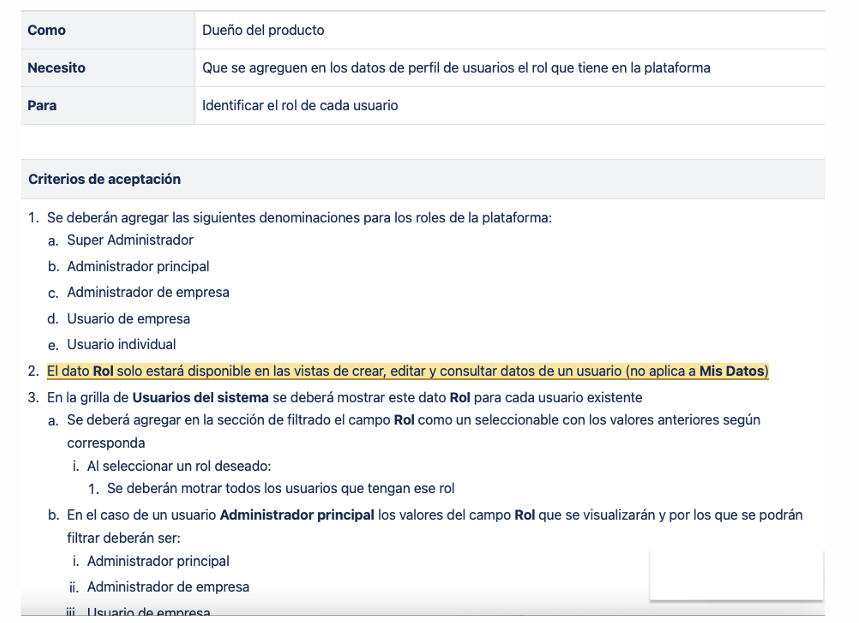 Como Dueño del producto
Necesito Que se agreguen en los datos de perfil de usuarios el rol que tiene en la plataforma
Para Identificar el rol de cada usuario
Criterios de aceptación
1. Se deberán agregar las siguientes denominaciones para los roles de la plataforma:
a. Super Administrador
b. Administrador principal
c. Administrador de empresa
d. Usuario de empresa
e. Usuario individual
2. El dato Rol solo estará disponible en las vistas de crear, editar y consultar datos de un usuario (no aplica a Mis Datos)
3. En la grilla de Usuarios del sistema se deberá mostrar este dato Rol para cada usuario existente
a. Se deberá agregar en la sección de filtrado el campo Rol como un seleccionable con los valores anteriores según
corresponda
i. Al seleccionar un rol deseado:
1. Se deberán motrar todos los usuarios que tengan ese rol
b. En el caso de un usuario Administrador principal los valores del campo Rol que se visualizarán y por los que se podrán
filtrar deberán ser:
i. Administrador principal
ii. Administrador de empresa
iii. Usuario de empresa